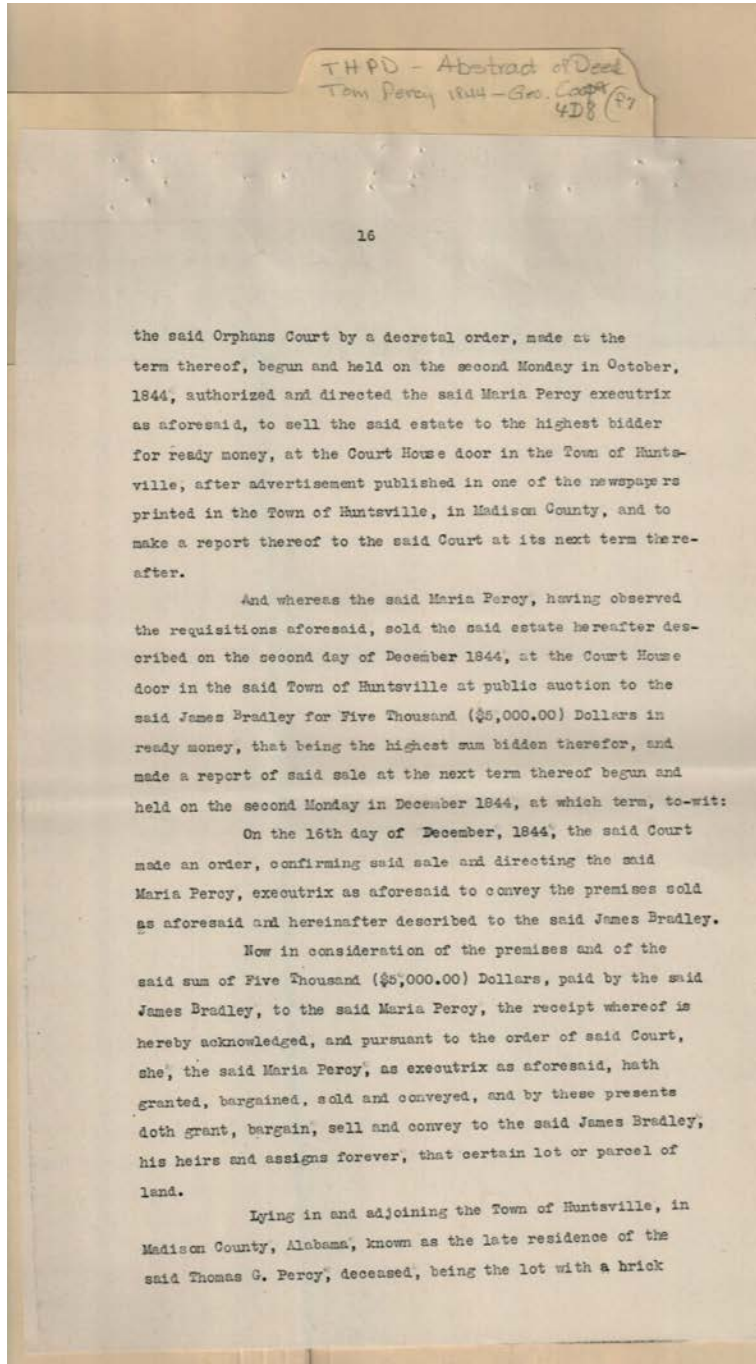 THPD - Abstract of Deed
Tom Percy 1844 - Geo. Cooper
4D8 (P7
16
the said Orphans Court by a decretal order, made at the
term thereof, begun and held on the second Monday in October,
1844, authorized and directed the said Maria Percy executrix
as aforesaid, to sell the said estate to the highest bidder
for ready money, at the Court House door in the Town of Hunts-
ville, after advertisement published in one of the newspapers
printed in the Town of Huntsville, in Madison County, and to
make a report thereof to the said Court at its next term there-
after.
And whereas the said Maria Percy, having observed
the requisitions aforesaid, sold the said estate hereafter des-
cribed on the second day of December 1844, at the Court House
door in the said Town of Huntsville at public auction to the
said James Bradley for Five Thousand ($5,000.00) Dollars in
ready money, that being the highest sum bidden therefor, and
made a report of said sale at the next term thereof begun and
held on the second Monday in December 1844, at which term, to-wit:
On the 16th day of December, 1844, the said Court
made an order, confirming said sale and directing the said
Maria Percy, executrix as aforesaid to convey the premises sold
as aforesaid and hereinafter described to the said James Bradley.
Now in consideration of the premises and of the
said sum of Five Thousand ($5,000.00) Dollars, paid by the said
James Bradley, to the said Maria Percy, the receipt whereof is
hereby acknowledged, and pursuant to the order of said Court,
she, the said Maria Percy, as executrix as aforesaid, hath
granted, bargained, sold and conveyed, and by these presents
doth grant, bargain, sell and convey to the said James Bradley,
his heirs and assigns forever, that certain lot or parcel of
land.
Lying in and adjoining the Town of Huntsville, in
Madison County, Alabama, known as the late residence of the
said Thomas G. Percy, deceased, being the lot with a brick